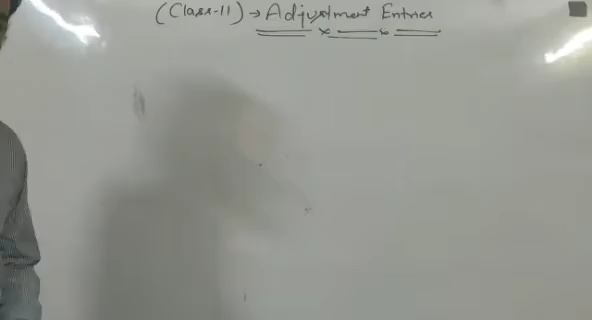 (Class-11) → Adjustment Entries